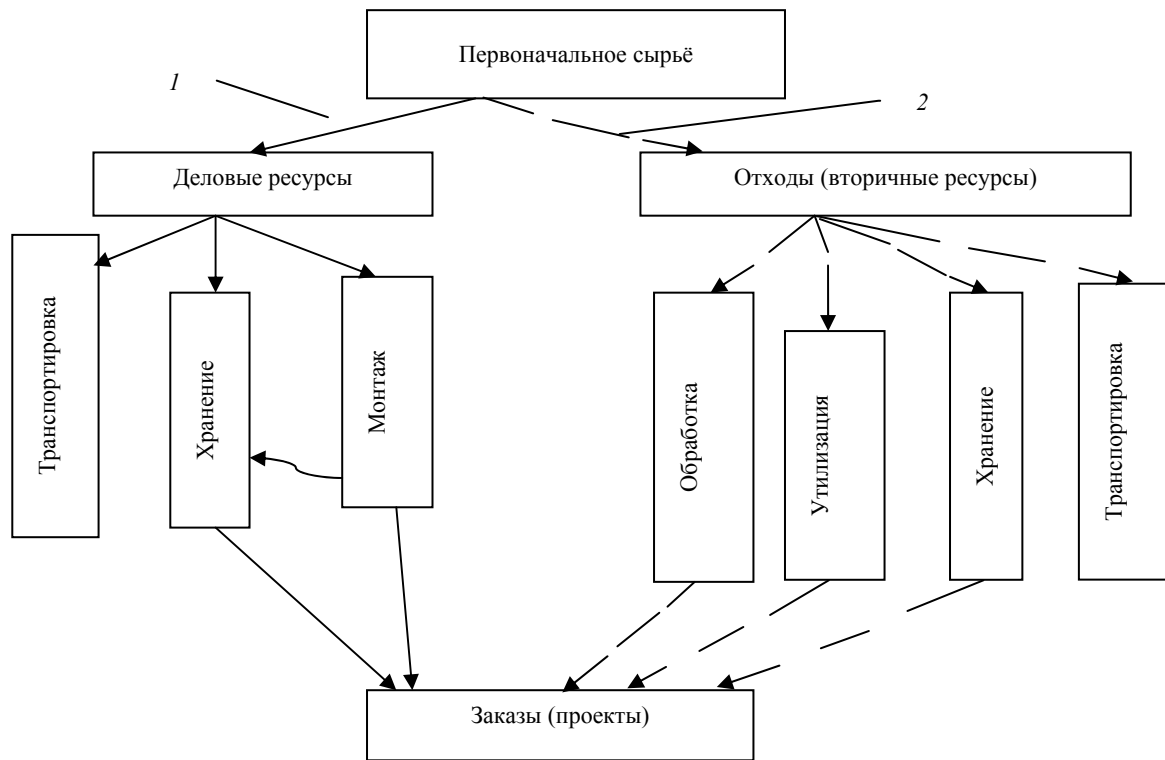 Первоначальное сырьё
1
2
Деловые ресурсы
Отходы (вторичные ресурсы)
Транспортировка
Хранение
Монтаж
Обработка
Утилизация
Хранение
Транспортировка
Заказы (проекты)